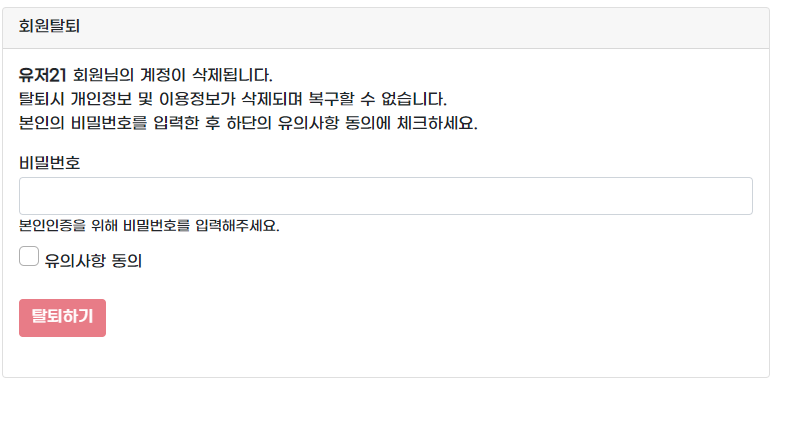 회원탈퇴
유저21 회원님의 계정이 삭제됩니다.
탈퇴시 개인정보 및 이용정보가 삭제되며 복구할 수 없습니다.
본인의 비밀번호를 입력한 후 하단의 유의사항 동의에 체크하세요.
비밀번호
본인인증을 위해 비밀번호를 입력해주세요.
유의사항 동의
탈퇴하기